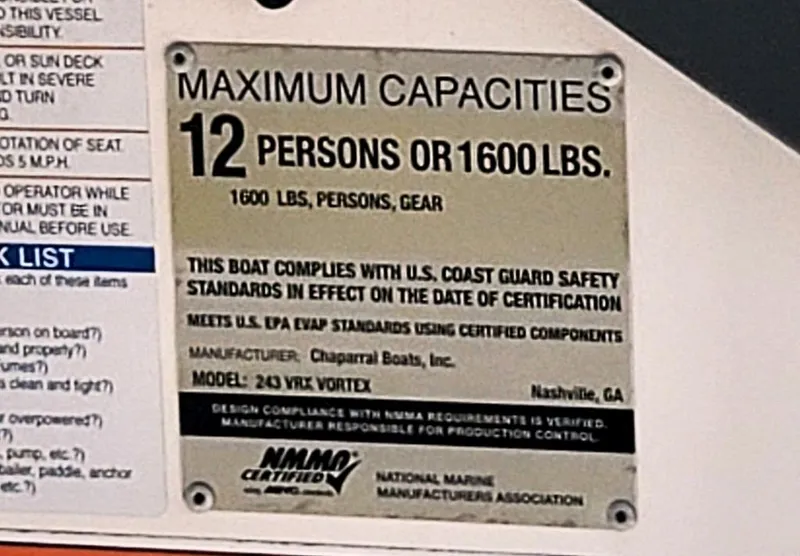 THIS VESSEL
NSIBILITY.
OR SUN DECK
LT IN SEVERE
D TURN
OTATION OF SEAT
DS 5 M.P.H.
OPERATOR WHILE
OR MUST BE IN
NUAL BEFORE USE.
K LIST
each of these items
erson on board?)
and properly?)
umes?)
s clean and tight?)
r overpowered?)
?)
, pump, etc.?)
bailer, paddle, anchor
etc.?)
MAXIMUM CAPACITIES
12 PERSONS OR 1600 LBS.
1600 LBS, PERSONS, GEAR
THIS BOAT COMPLIES WITH U.S. COAST GUARD SAFETY
STANDARDS IN EFFECT ON THE DATE OF CERTIFICATION
MEETS U.S. EPA EVAP STANDARDS USING CERTIFIED COMPONENTS
MANUFACTURER: Chaparral Boats, Inc.
MODEL: 243 VRX VORTEX
Nashville, GA
DESIGN COMPLIANCE WITH NMMA REQUIREMENTS IS VERIFIED.
MANUFACTURER RESPONSIBLE FOR PRODUCTION CONTROL.
NMMA
CERTIFIED
NATIONAL MARINE
MANUFACTURERS ASSOCIATION